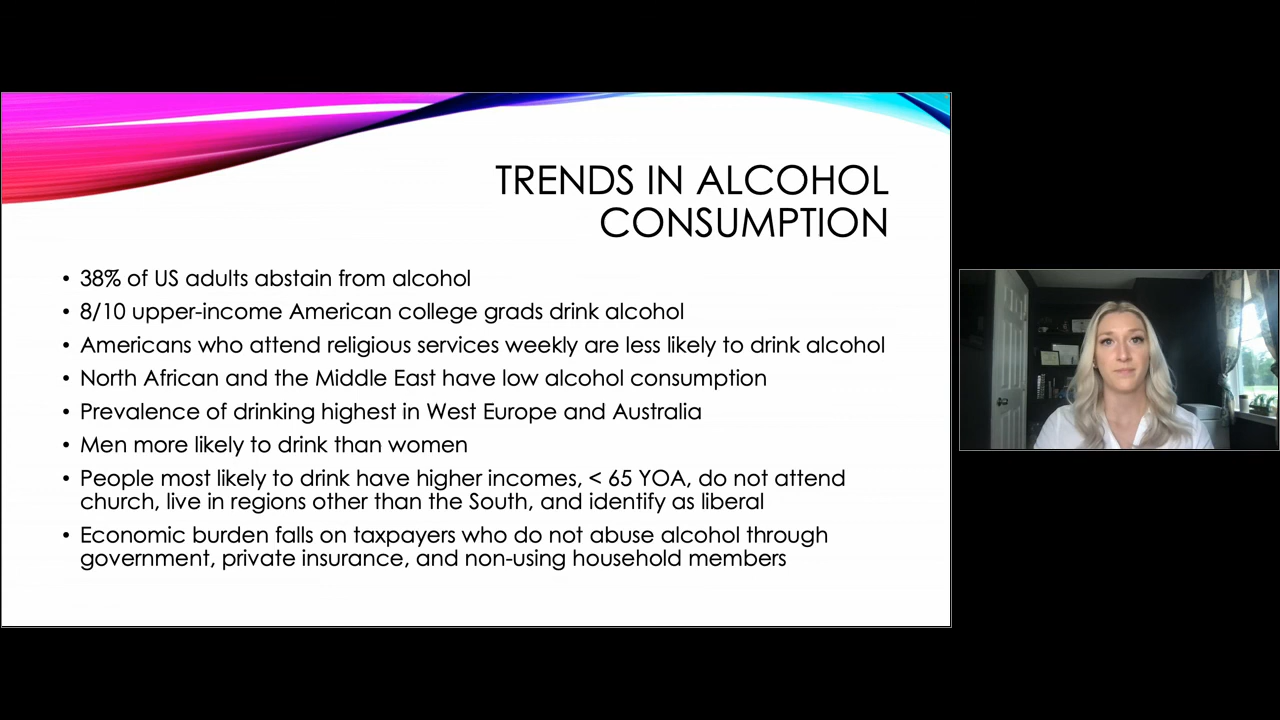 TRENDS IN ALCOHOL
CONSUMPTION
• 38% of US adults abstain from alcohol
• 8/10 upper-income American college grads drink alcohol
• Americans who attend religious services weekly are less likely to drink alcohol
• North African and the Middle East have low alcohol consumption
• Prevalence of drinking highest in West Europe and Australia
• Men more likely to drink than women
• People most likely to drink have higher incomes, < 65 YOA, do not attend
church, live in regions other than the South, and identify as liberal
• Economic burden falls on taxpayers who do not abuse alcohol through
government, private insurance, and non-using household members